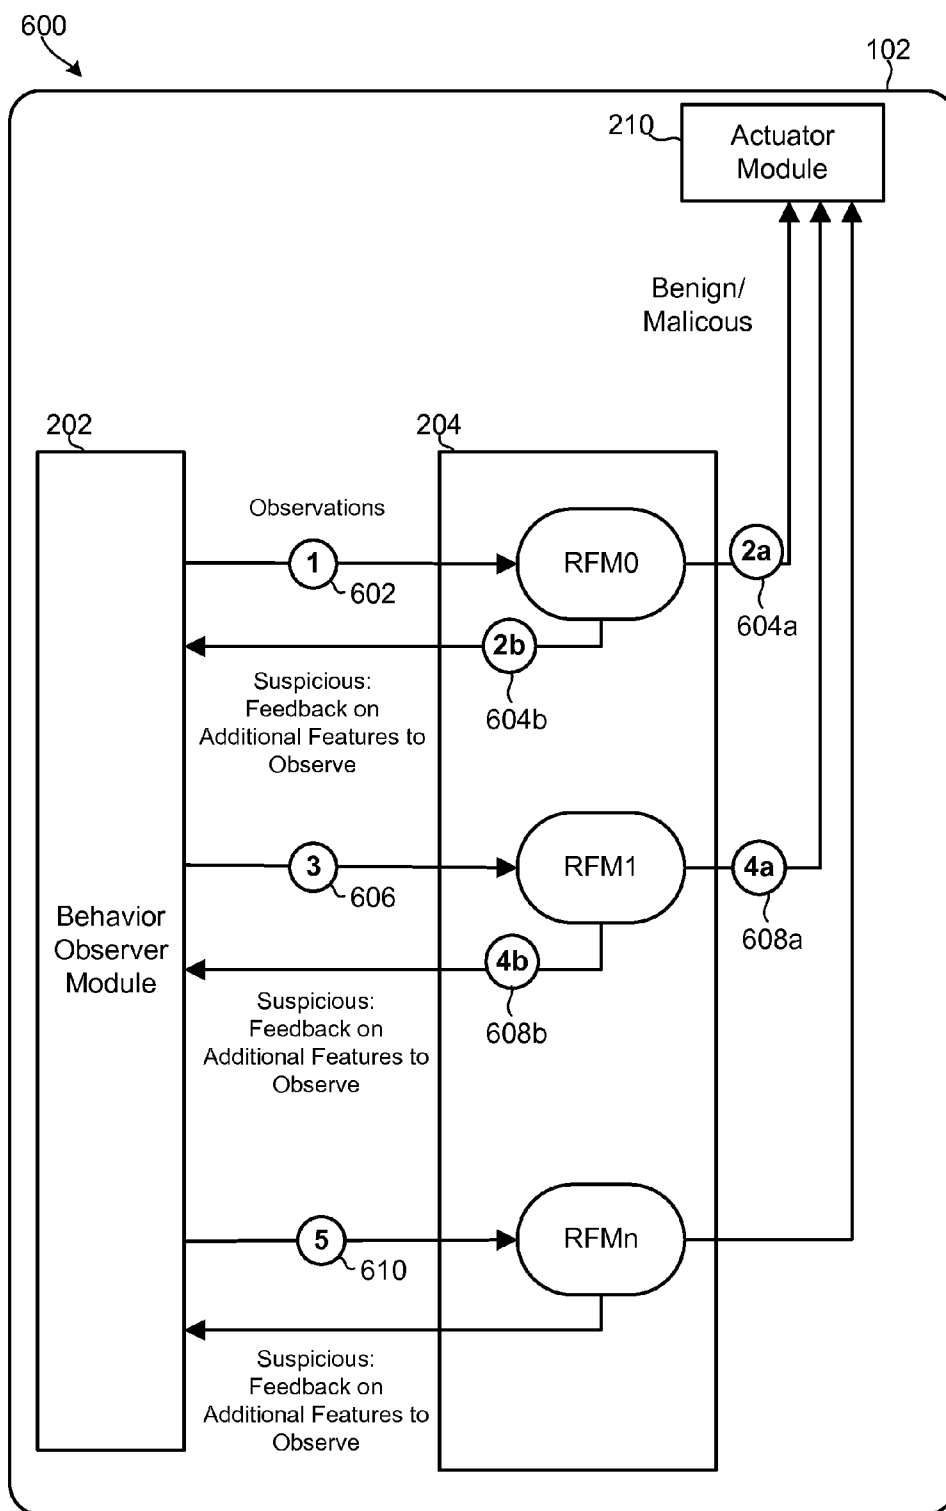 600
102
210
Actuator
Module
Benign/
Malicous
202
204
Observations
1
602
RFM0
2a
604a
2b
604b
Suspicious:
Feedback on
Additional Features to
Observe
3
606
RFM1
4a
608a
Behavior
Observer
Module
4b
608b
Suspicious:
Feedback on
Additional Features to
Observe
5
610
RFMn
Suspicious:
Feedback on
Additional Features to
Observe